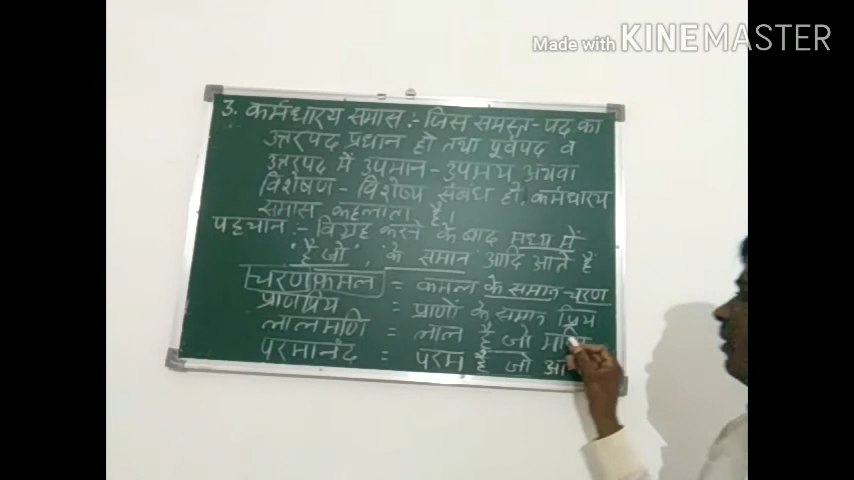 Made with KINEMASTER
3. कर्मधारय समास :- जिस समस्त - पद का
उत्तरपद प्रधान हो तथा पूर्वपद व
उत्तरपद में उपमान - उपमेय अथवा
विशेषण - विशेष्य संबंध हो, कर्मधारय
समास कहलाता है।
पहचान :- विग्रह करने के बाद मध्य में
'है जो', 'के समान' आदि आते हैं
चरणकमल = कमल के समान चरण
प्राणप्रिय = प्राणों के समान प्रिय
लालमणि = लाल है जो मणि
परमानंद = परम है जो